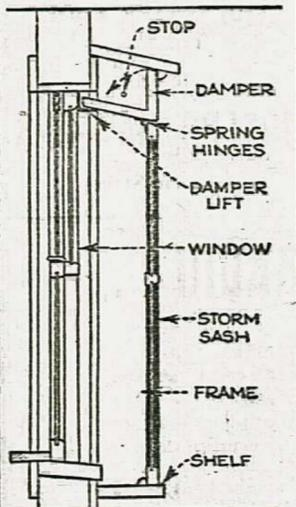 STOP
DAMPER
SPRING
HINGES
DAMPER
LIFT
WINDOW
STORM
SASH
FRAME
SHELF